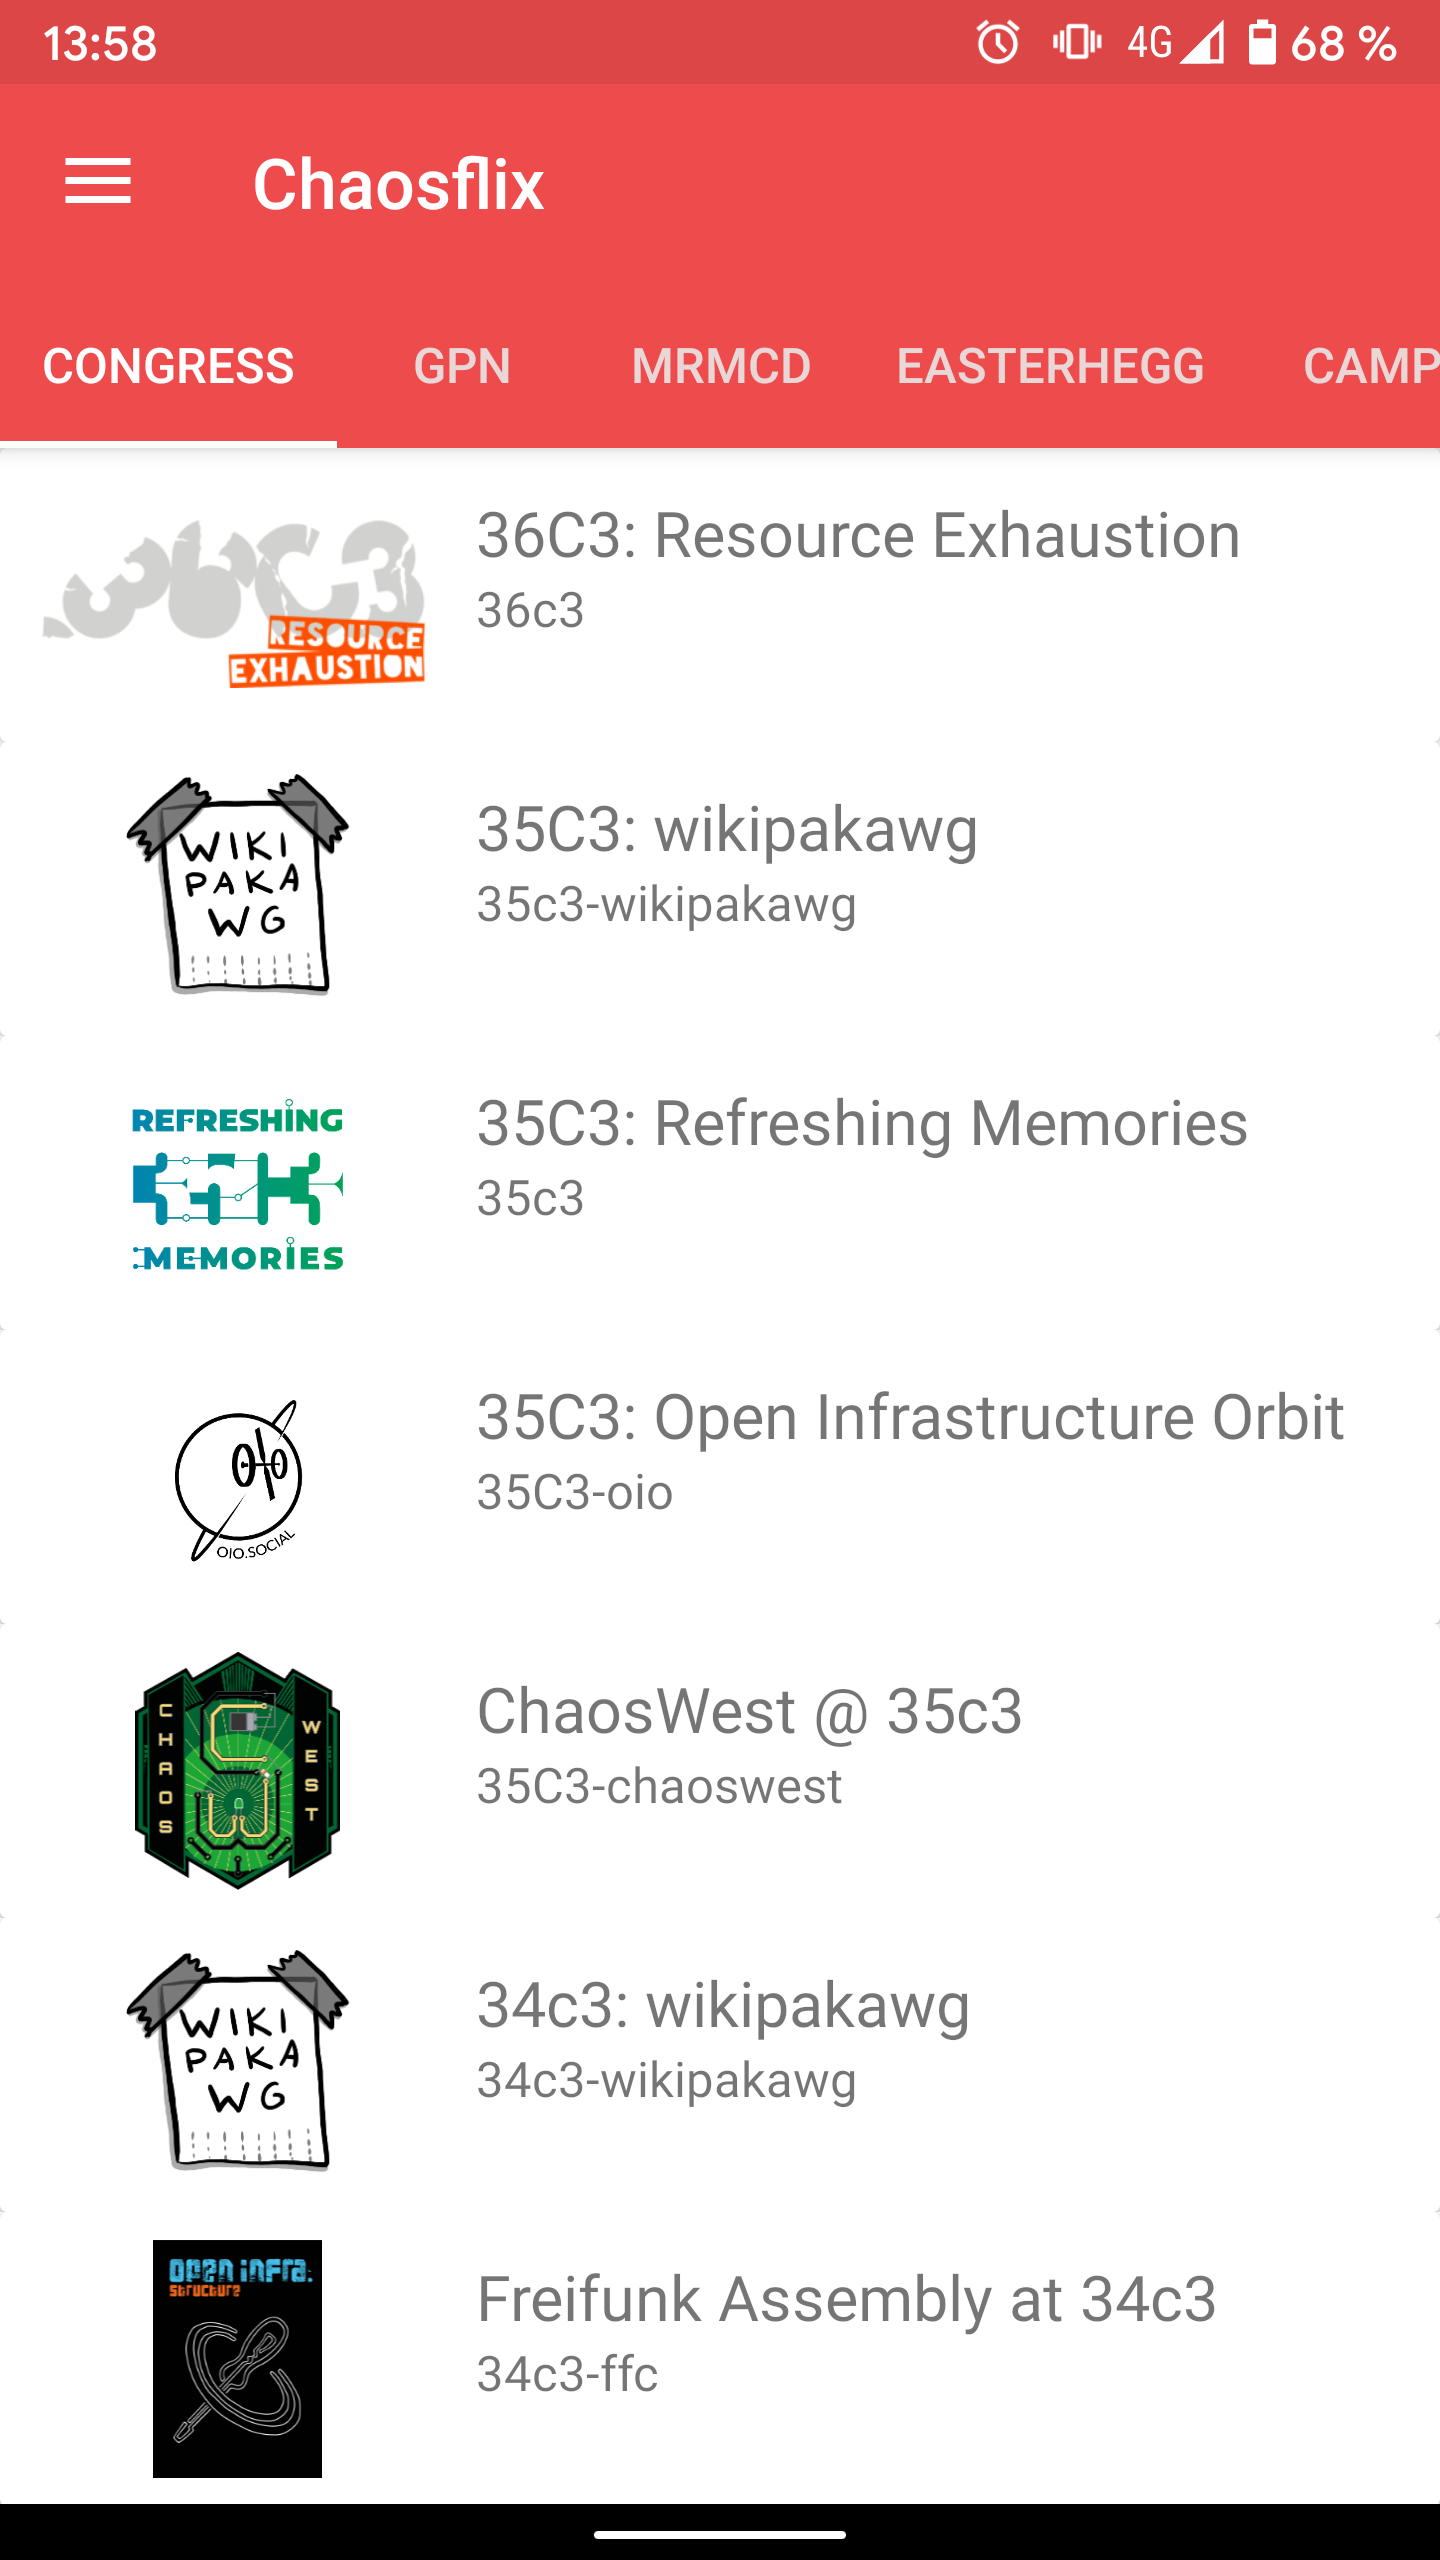 13:58
4G 68 %
Chaosflix
CONGRESS GPN MRMCD EASTERHEGG CAMP
36C3
RESOURCE
EXHAUSTION
36C3: Resource Exhaustion
36c3
WIKI
PAKA
WG
35C3: wikipakawg
35c3-wikipakawg
REFRESHING
MEMORIES
35C3: Refreshing Memories
35c3
OIO
OIO.SOCIAL
35C3: Open Infrastructure Orbit
35C3-oio
CHAOS
WEST
ChaosWest @ 35c3
35C3-chaoswest
WIKI
PAKA
WG
34c3: wikipakawg
34c3-wikipakawg
open infra.
structure
Freifunk Assembly at 34c3
34c3-ffc